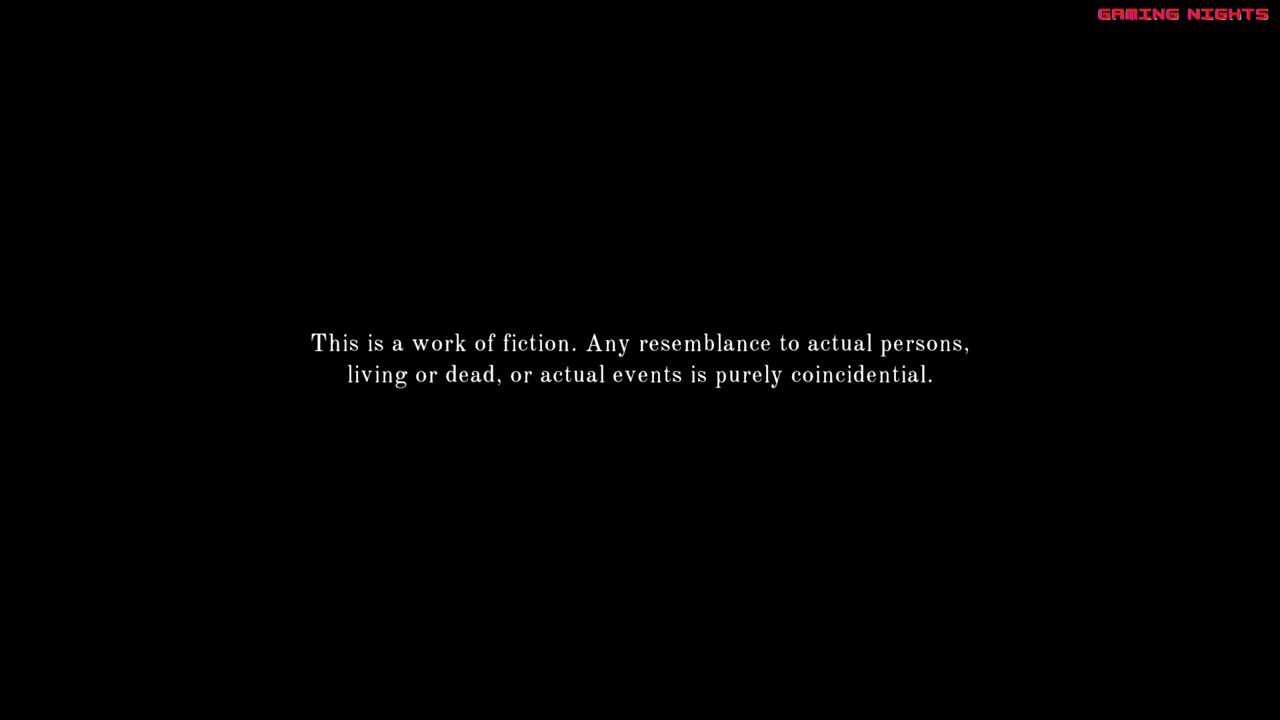 GAMING NIGHTS
This is a work of fiction. Any resemblance to actual persons,
living or dead, or actual events is purely coincidential.